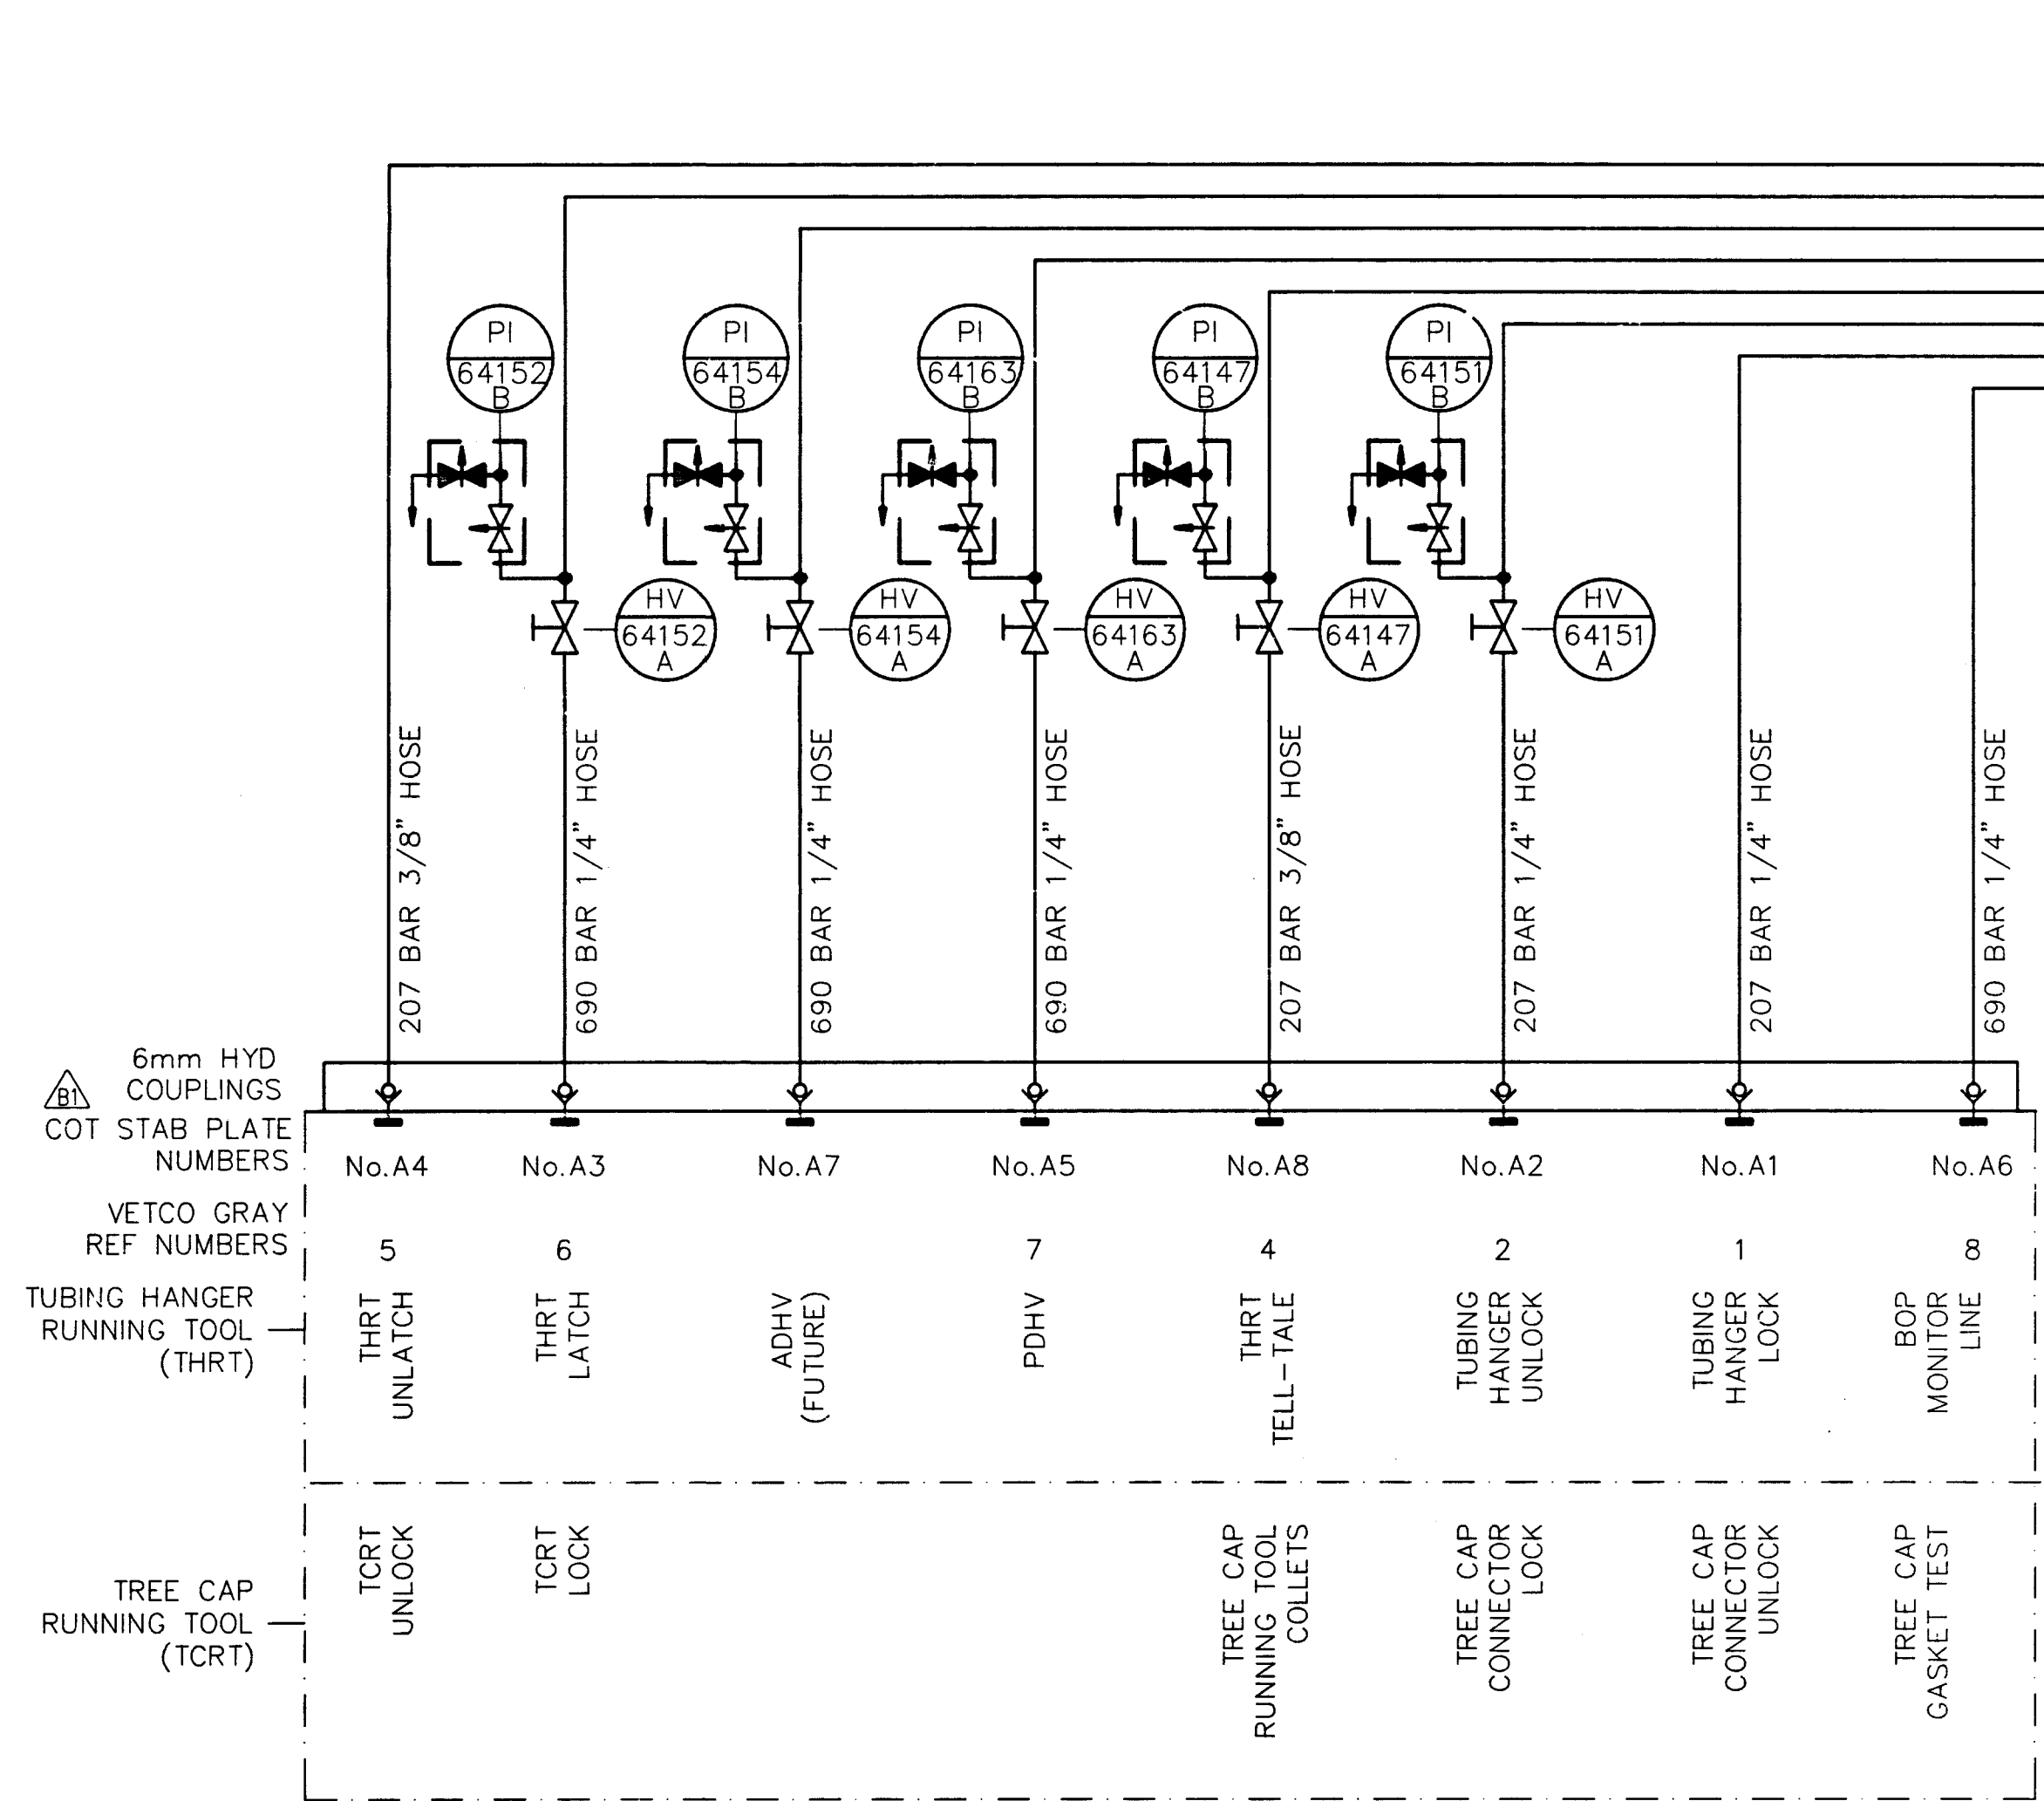 PI
64152
B
PI
64154
B
PI
64163
B
PI
64147
B
PI
64151
B
HV
64152
A
HV
64154
A
HV
64163
A
HV
64147
A
HV
64151
A
207 BAR 3/8" HOSE
690 BAR 1/4" HOSE
690 BAR 1/4" HOSE
690 BAR 1/4" HOSE
207 BAR 3/8" HOSE
207 BAR 1/4" HOSE
207 BAR 1/4" HOSE
690 BAR 1/4" HOSE
6mm HYD
COUPLINGS
B1
COT STAB PLATE
NUMBERS
No.A4
No.A3
No.A7
No.A5
No.A8
No.A2
No.A1
No.A6
VETCO GRAY
REF NUMBERS
5
6
7
4
2
1
8
TUBING HANGER
RUNNING TOOL
(THRT)
THRT
UNLATCH
THRT
LATCH
ADHV
(FUTURE)
PDHV
THRT
TELL-TALE
TUBING
HANGER
UNLOCK
TUBING
HANGER
LOCK
BOP
MONITOR
LINE
TREE CAP
RUNNING TOOL
(TCRT)
TCRT
UNLOCK
TCRT
LOCK
TREE CAP
RUNNING TOOL
COLLETS
TREE CAP
CONNECTOR
LOCK
TREE CAP
CONNECTOR
UNLOCK
TREE CAP
GASKET TEST